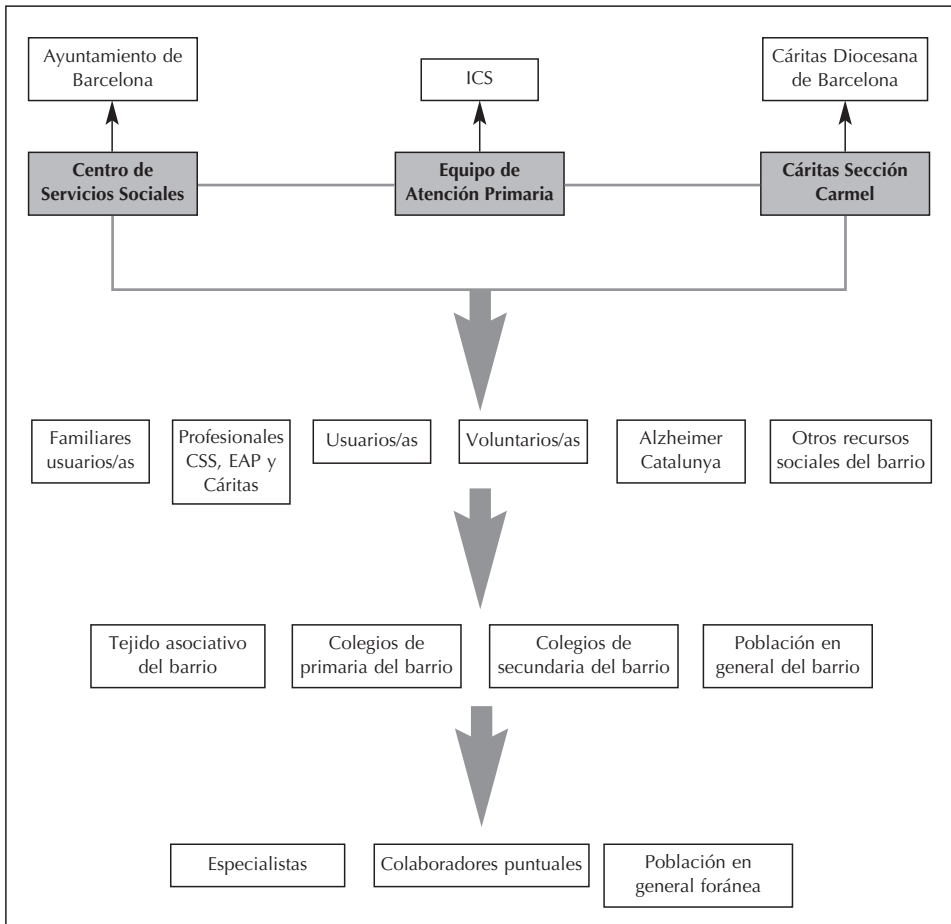 Ayuntamiento de
Barcelona
ICS
Cáritas Diocesana
de Barcelona
Centro de
Servicios Sociales
Equipo de
Atención Primaria
Cáritas Sección
Carmel
Familiares
usuarios/as
Profesionales
CSS, EAP y
Cáritas
Usuarios/as
Voluntarios/as
Alzheimer
Catalunya
Otros recursos
sociales del barrio
Tejido asociativo
del barrio
Colegios de
primaria del barrio
Colegios de
secundaria del barrio
Población en
general del barrio
Especialistas
Colaboradores puntuales
Población en
general foránea